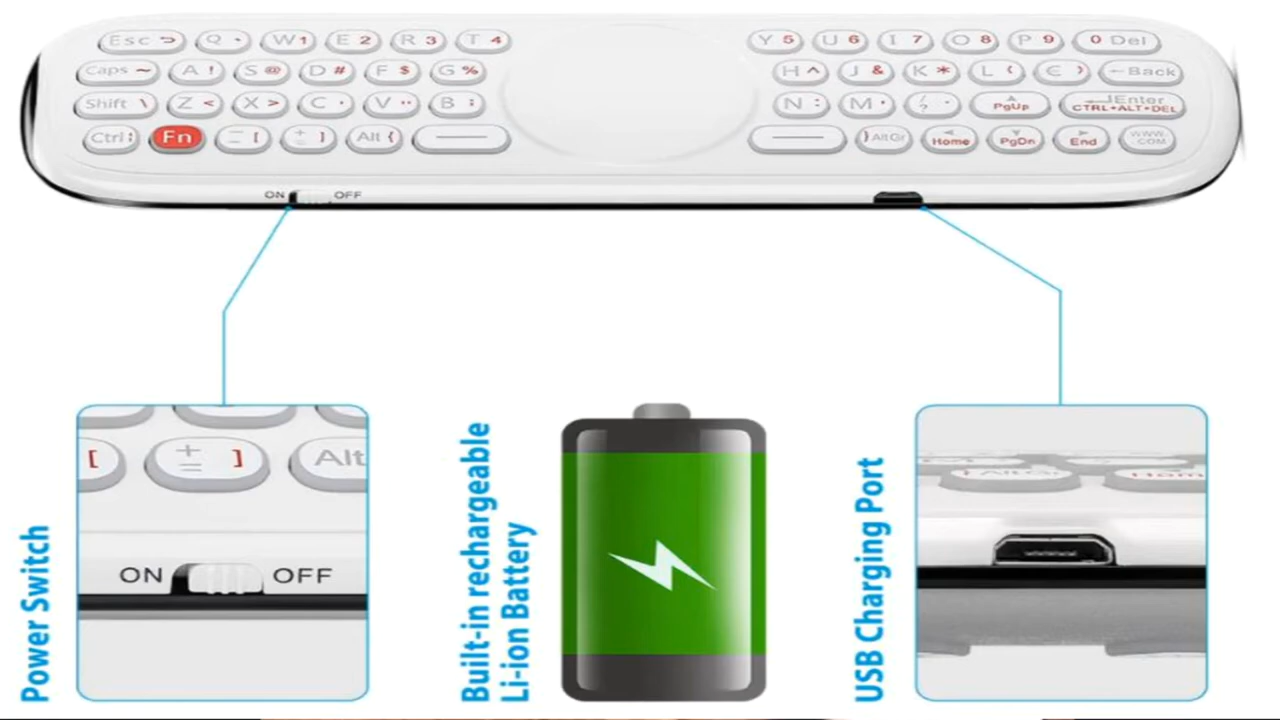 Esc Q W 1 E 2 R 3 T 4 Y 5 U 6 I 7 O 8 P 9 0 Del
Caps ~ A ! S @ D # F $ G % H ^ J & K * L ( ) ←Back
Shift \ Z < X > C V B N : M ? / PgUp Enter
CTRL+ALT+DEL
Ctrl Fn [ + = ] Alt { } AltGr Home PgDn End WWW.
COM
ON OFF
[ + = ] Alt
ON OFF
Power Switch
Built-in rechargeable
Li-ion Battery
USB Charging Port